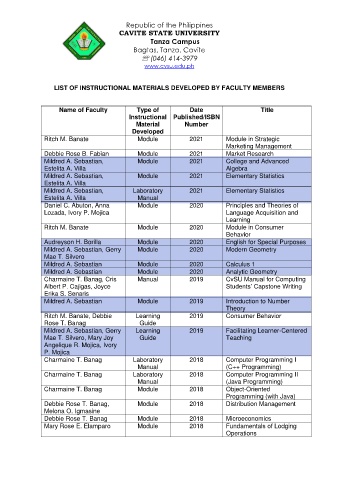 Republic of the Philippines
CAVITE STATE UNIVERSITY
Tanza Campus
Bagtas, Tanza, Cavite
☏ (046) 414-3979
www.cvsu.edu.ph
LIST OF INSTRUCTIONAL MATERIALS DEVELOPED BY FACULTY MEMBERS
Name of Faculty Type of Instructional Material Developed Date Published/ISBN Number Title
Ritch M. Banate Module 2021 Module in Strategic Marketing Management
Debbie Rose B. Fabian Module 2021 Market Research
Mildred A. Sebastian, Estelita A. Villa Module 2021 College and Advanced Algebra
Mildred A. Sebastian, Estelita A. Villa Module 2021 Elementary Statistics
Mildred A. Sebastian, Estelita A. Villa Laboratory Manual 2021 Elementary Statistics
Daniel C. Abuton, Anna Lozada, Ivory P. Mojica Module 2020 Principles and Theories of Language Acquisition and Learning
Ritch M. Banate Module 2020 Module in Consumer Behavior
Audreyson H. Borilla Module 2020 English for Special Purposes
Mildred A. Sebastian, Gerry Mae T. Silvero Module 2020 Modern Geometry
Mildred A. Sebastian Module 2020 Calculus 1
Mildred A. Sebastian Module 2020 Analytic Geometry
Charmaine T. Banag, Cris Albert P. Cajigas, Joyce Erika S. Senaris Manual 2019 CvSU Manual for Computing Students' Capstone Writing
Mildred A. Sebastian Module 2019 Introduction to Number Theory
Ritch M. Banate, Debbie Rose T. Banag Learning Guide 2019 Consumer Behavior
Mildred A. Sebastian, Gerry Mae T. Silvero, Mary Joy Angelique R. Mojica, Ivory P. Mojica Learning Guide 2019 Facilitating Learner-Centered Teaching
Charmaine T. Banag Laboratory Manual 2018 Computer Programming I (C++ Programming)
Charmaine T. Banag Laboratory Manual 2018 Computer Programming II (Java Programming)
Charmaine T. Banag Module 2018 Object-Oriented Programming (with Java)
Debbie Rose T. Banag, Melona O. Igmasine Module 2018 Distribution Management
Debbie Rose T. Banag Module 2018 Microeconomics
Mary Rose E. Elamparo Module 2018 Fundamentals of Lodging Operations